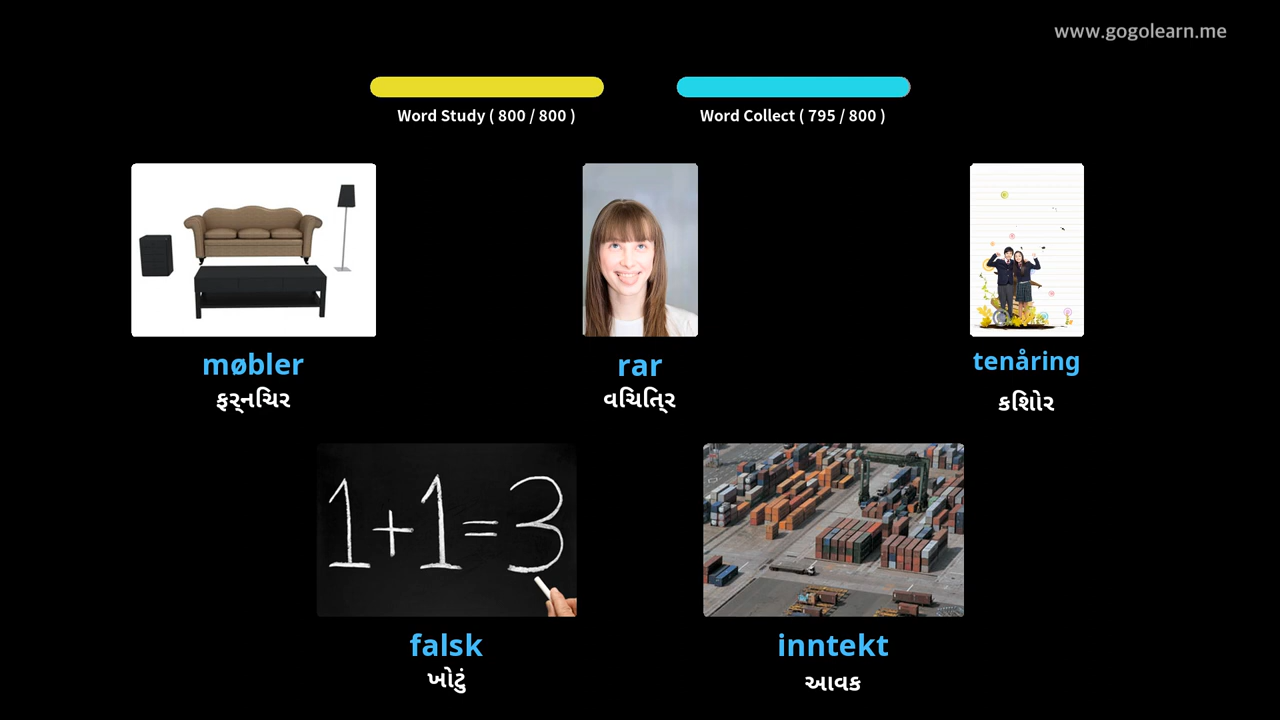 www.gogolearn.me
Word Study ( 800 / 800 )
Word Collect ( 795 / 800 )
møbler
rar
tenåring
ફર્નિચર
વિચિત્ર
કિશોર
1+1=3
falsk
inntekt
ખોટું
આવક